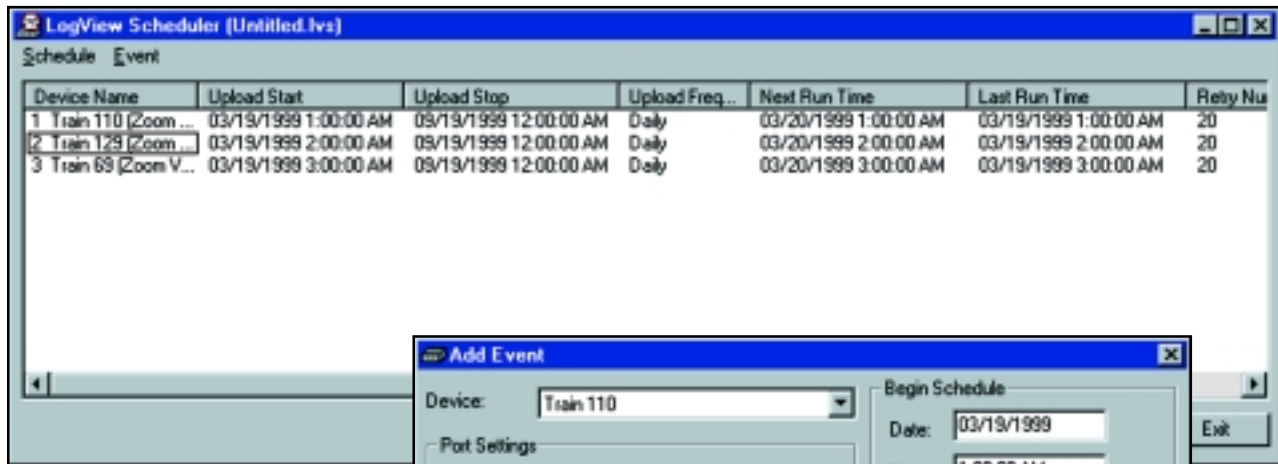 LogView Scheduler (Untitled.lvs)
Schedule Event
Device Name Upload Start Upload Stop Upload Freq... Next Run Time Last Run Time Retry Nu
1 Train 110 (Zoom ... 03/19/1999 1:00:00 AM 09/19/1999 12:00:00 AM Daily 03/20/1999 1:00:00 AM 03/19/1999 1:00:00 AM 20
2 Train 129 (Zoom ... 03/19/1999 2:00:00 AM 09/19/1999 12:00:00 AM Daily 03/20/1999 2:00:00 AM 03/19/1999 2:00:00 AM 20
3 Train 69 (Zoom V... 03/19/1999 3:00:00 AM 09/19/1999 12:00:00 AM Daily 03/20/1999 3:00:00 AM 03/19/1999 3:00:00 AM 20
Add Event
Device: Train 110
Begin Schedule
Date: 03/19/1999
Exit
Port Settings